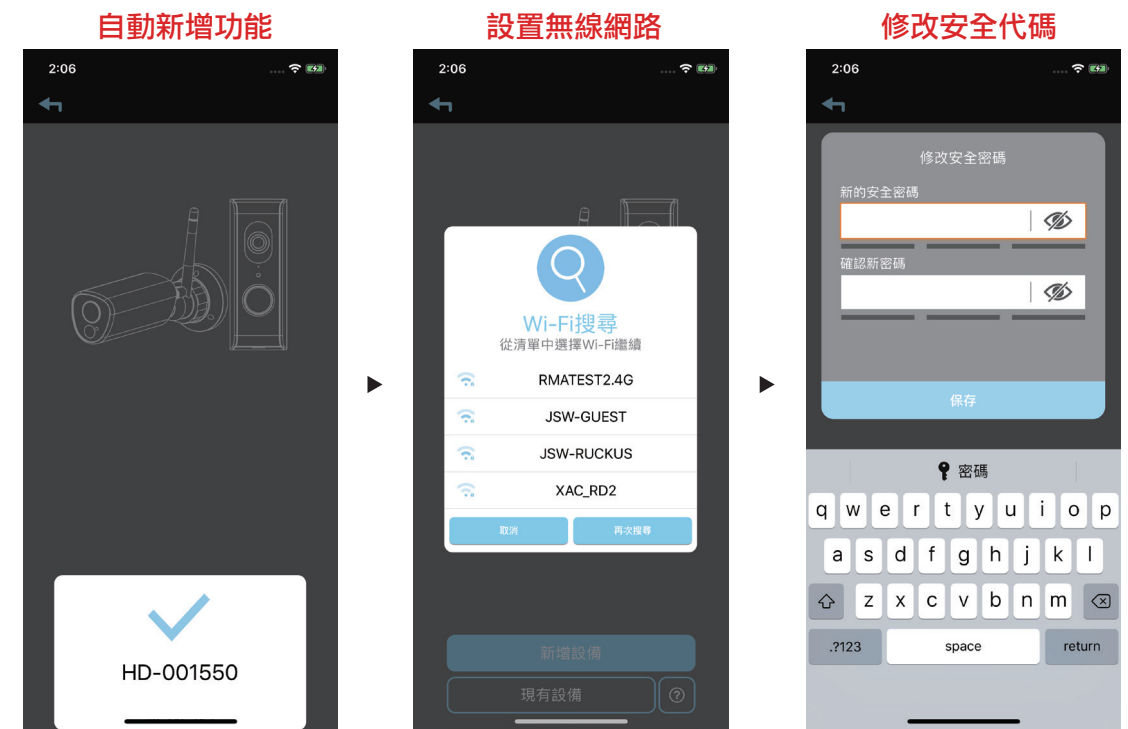 自動新增功能
2:06
HD-001550
設置無線網路
2:06
Wi-Fi搜尋
從清單中選擇Wi-Fi繼續
RMATEST2.4G
JSW-GUEST
JSW-RUCKUS
XAC_RD2
取消 再次搜尋
新增設備
現有設備 ?
修改安全代碼
2:06
修改安全密碼
新的安全密碼
確認新密碼
保存
密碼
q w e r t y u i o p
a s d f g h j k l
z x c v b n m
.?123 space return